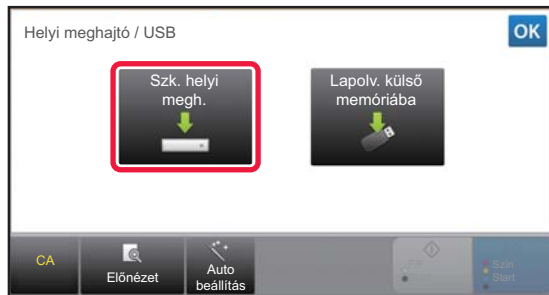 Helyi meghajtó / USB
OK
Szk. helyi
megh.
Lapolv. külső
memóriába
CA
Előnézet
Auto
beállítás
Szín
Start